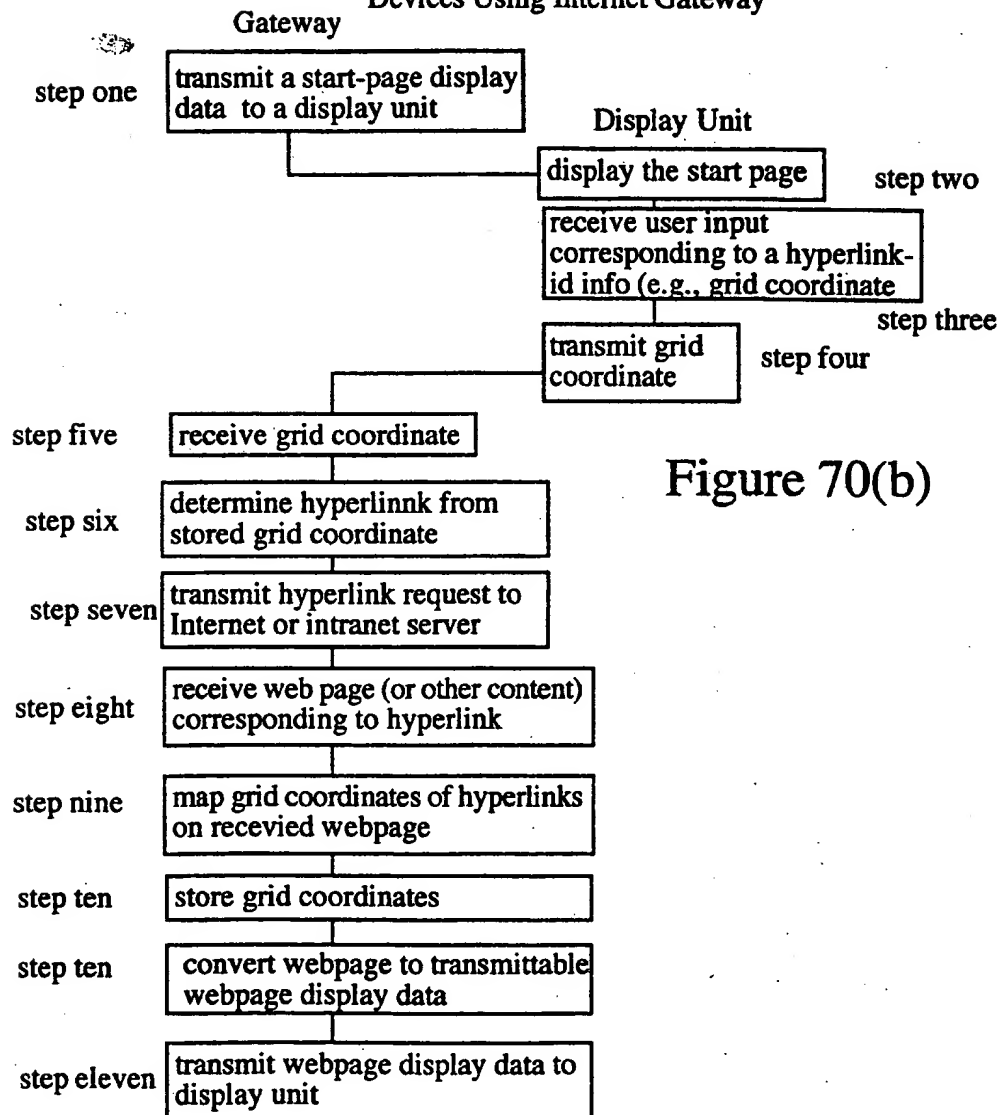 Devices Using Internet Gateway
Gateway
step one
transmit a start-page display
data to a display unit
Display Unit
display the start page
step two
receive user input
corresponding to a hyperlink-
id info (e.g., grid coordinate
step three
transmit grid
coordinate
step four
step five
receive grid coordinate
Figure 70(b)
step six
determine hyperlinnk from
stored grid coordinate
step seven
transmit hyperlink request to
Internet or intranet server
step eight
receive web page (or other content)
corresponding to hyperlink
step nine
map grid coordinates of hyperlinks
on recevied webpage
step ten
store grid coordinates
step ten
convert webpage to transmittable
webpage display data
step eleven
transmit webpage display data to
display unit